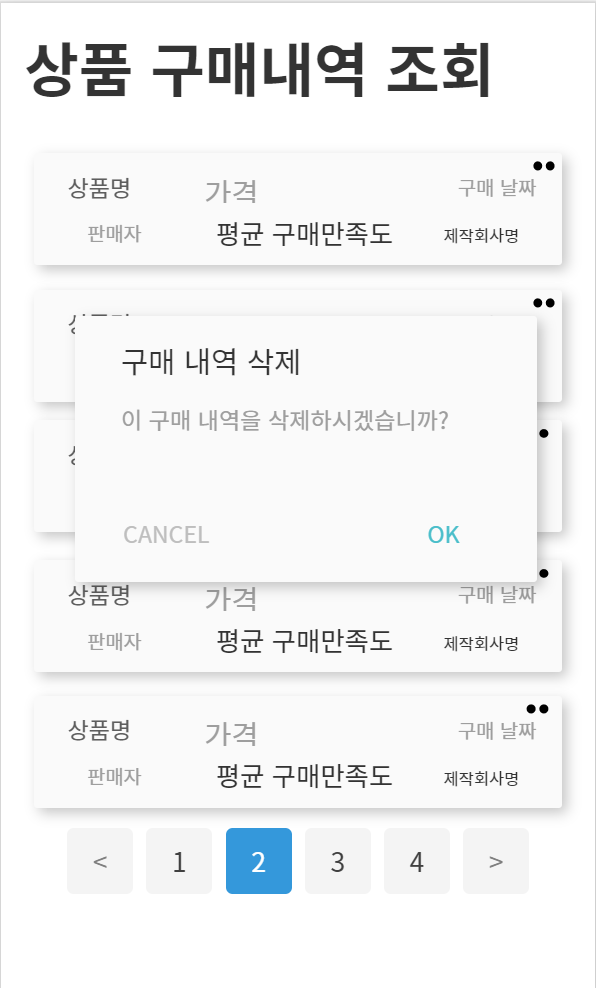 상품 구매내역 조회
상품명 가격 구매 날짜
판매자 평균 구매만족도 제작회사명
구매 내역 삭제
이 구매 내역을 삭제하시겠습니까?
CANCEL OK
상품명 가격 구매 날짜
판매자 평균 구매만족도 제작회사명
상품명 가격 구매 날짜
판매자 평균 구매만족도 제작회사명
< 1 2 3 4 >